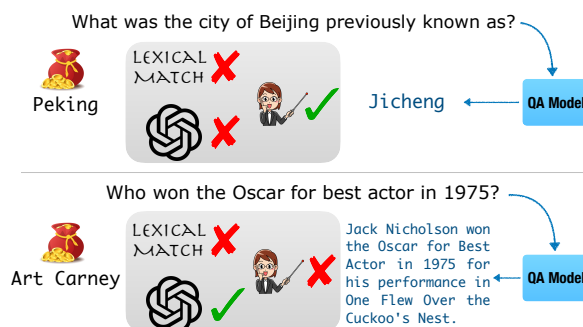 What was the city of Beijing previously known as?
LEXICAL
MATCH
Peking
Jicheng
QA Model
Who won the Oscar for best actor in 1975?
LEXICAL
MATCH
Art Carney
Jack Nicholson won
the Oscar for Best
Actor in 1975 for
his performance in
One Flew Over the
Cuckoo's Nest.
QA Model